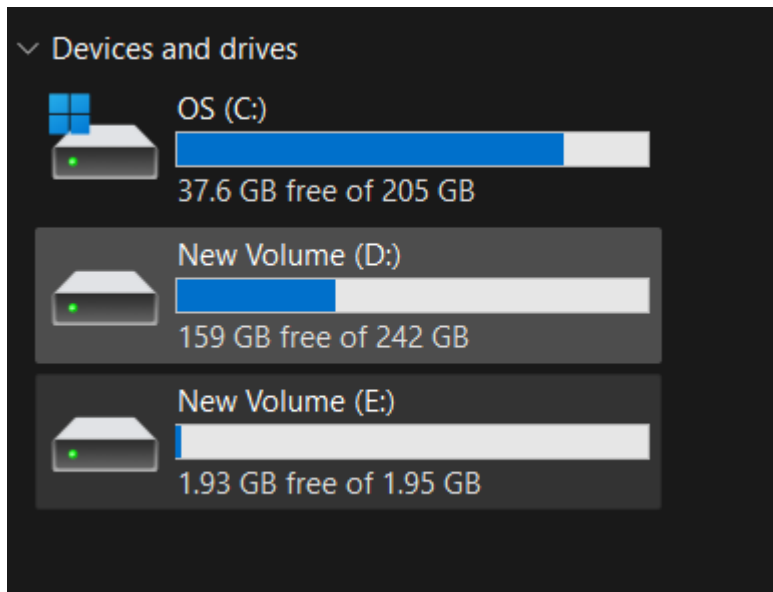 Devices and drives
OS (C:)
37.6 GB free of 205 GB
New Volume (D:)
159 GB free of 242 GB
New Volume (E:)
1.93 GB free of 1.95 GB